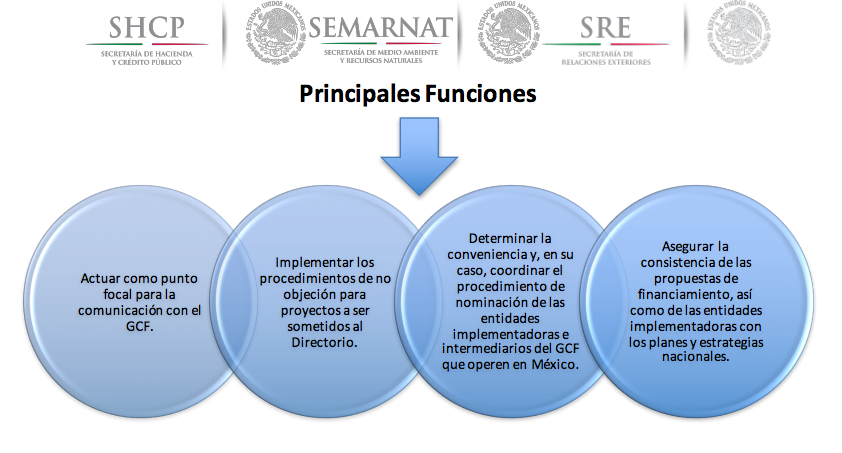 SHCP
SECRETARÍA DE HACIENDA
Y CRÉDITO PÚBLICO
ESTADOS UNIDOS MEXICANOS
SEMARNAT
SECRETARÍA DE MEDIO AMBIENTE
Y RECURSOS NATURALES
ESTADOS UNIDOS MEXICANOS
SRE
SECRETARÍA DE
RELACIONES EXTERIORES
ESTADOS UNIDOS MEXICANOS
Principales Funciones
Actuar como punto
focal para la
comunicación con el
GCF.
Implementar los
procedimientos de no
objeción para
proyectos a ser
sometidos al
Directorio.
Determinar la
conveniencia y, en su
caso, coordinar el
procedimiento de
nominación de las
entidades
implementadoras e
intermediarios del GCF
que operen en México.
Asegurar la
consistencia de las
propuestas de
financiamiento, así
como de las entidades
implementadoras con
los planes y estrategias
nacionales.